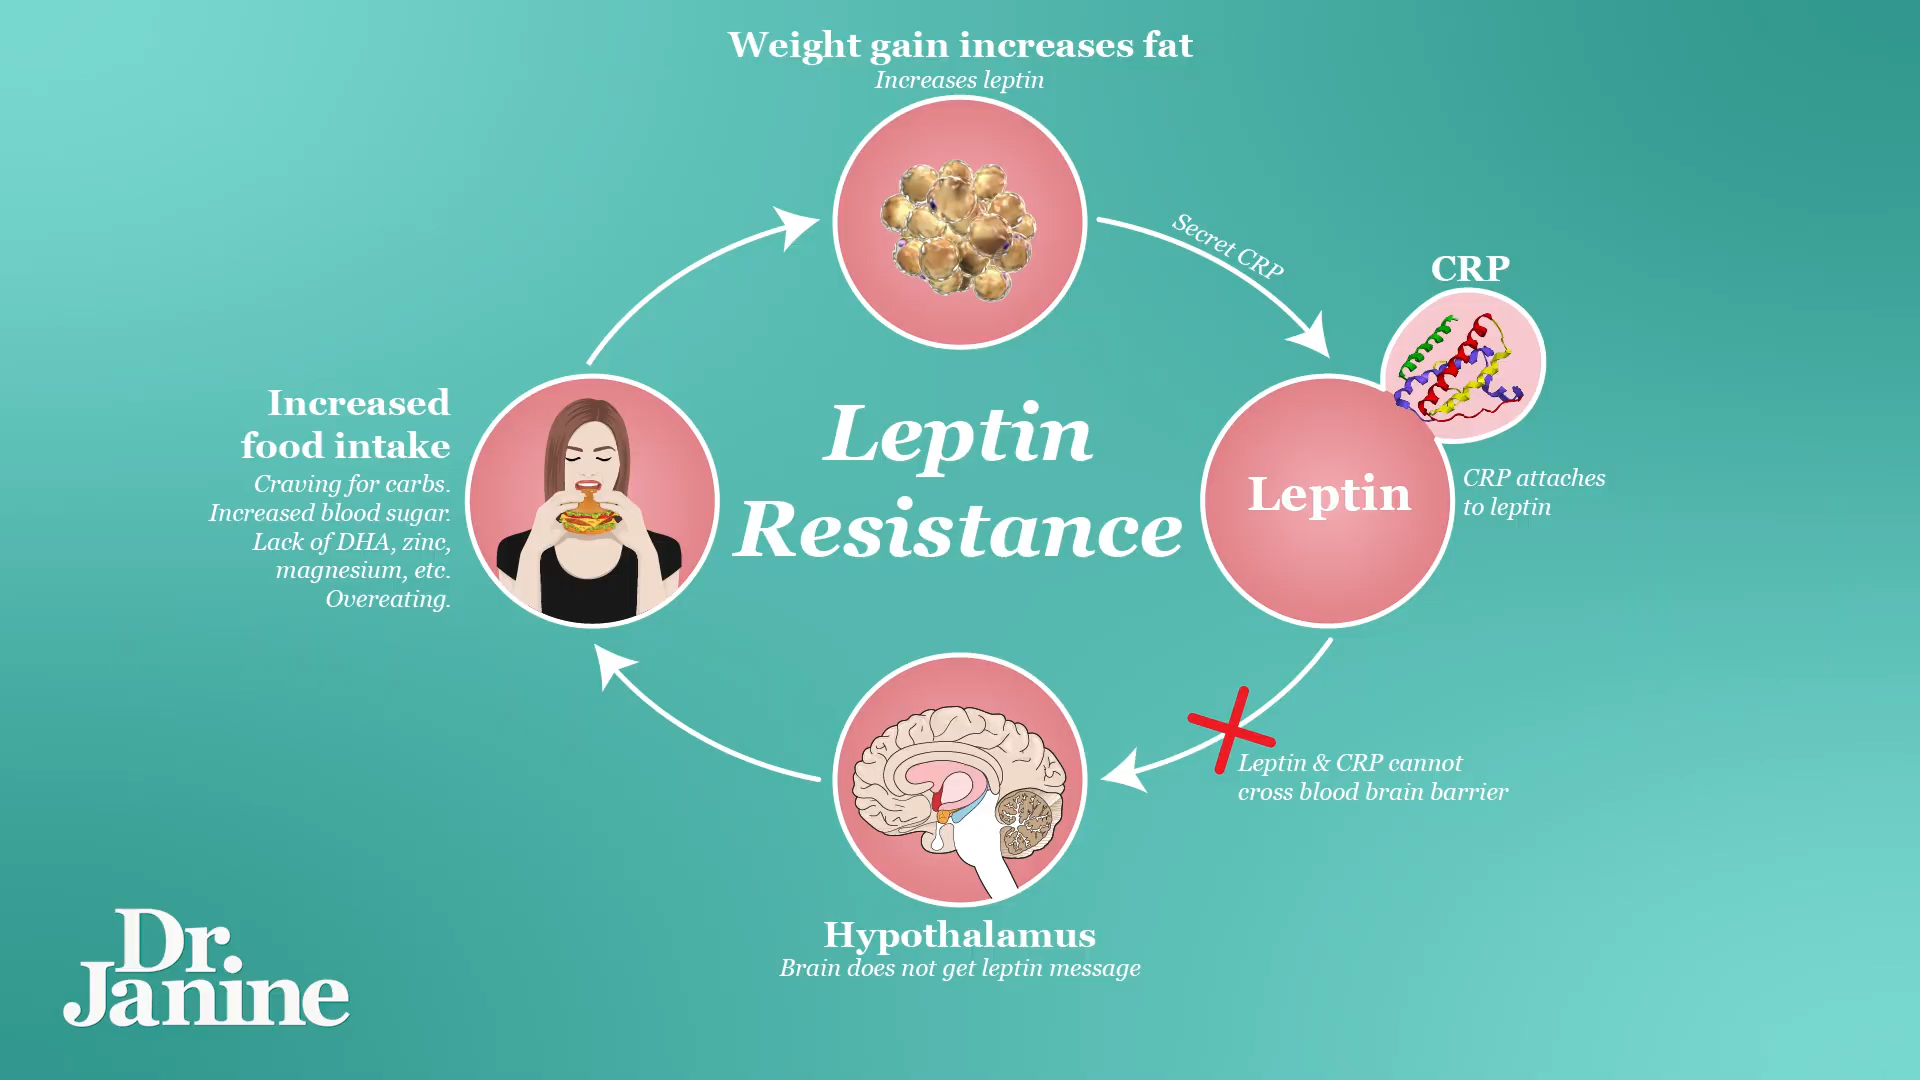 Weight gain increases fat
Increases leptin
Secret CRP
CRP
Increased
food intake
Craving for carbs.
Increased blood sugar.
Lack of DHA, zinc,
magnesium, etc.
Overeating.
Leptin
Resistance
Leptin
CRP attaches
to leptin
Leptin & CRP cannot
cross blood brain barrier
Hypothalamus
Brain does not get leptin message
Dr.
Janine